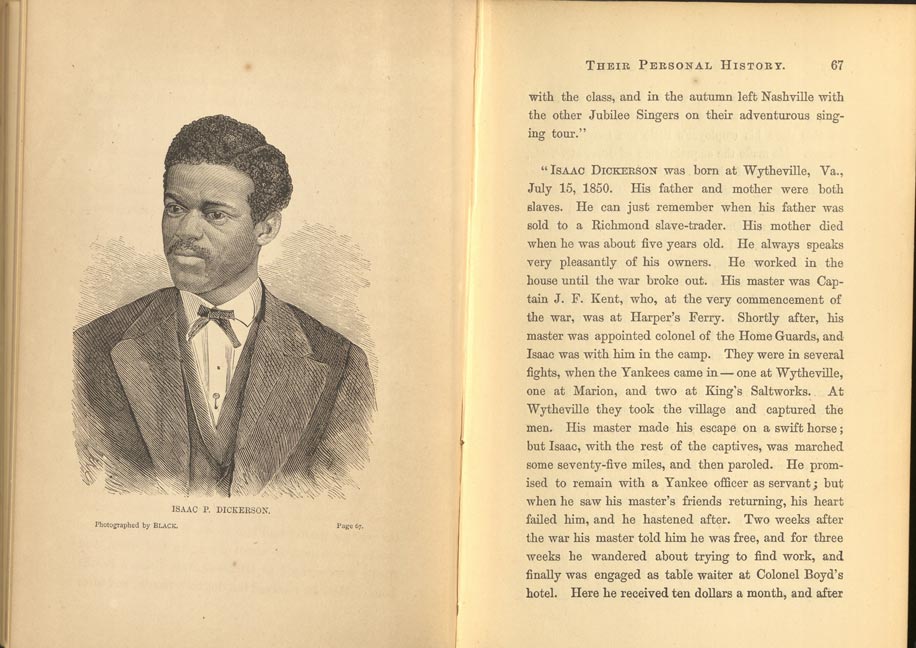 ISAAC P. DICKERSON.
Photographed by BLACK.
Page 67.
THEIR PERSONAL HISTORY. 67
with the class, and in the autumn left Nashville with
the other Jubilee Singers on their adventurous sing-
ing tour."
"ISAAC DICKERSON was born at Wytheville, Va.,
July 15, 1850. His father and mother were both
slaves. He can just remember when his father was
sold to a Richmond slave-trader. His mother died
when he was about five years old. He always speaks
very pleasantly of his owners. He worked in the
house until the war broke out. His master was Cap-
tain J. F. Kent, who, at the very commencement of
the war, was at Harper's Ferry. Shortly after, his
master was appointed colonel of the Home Guards, and
Isaac was with him in the camp. They were in several
fights, when the Yankees came in — one at Wytheville,
one at Marion, and two at King's Saltworks. At
Wytheville they took the village and captured the
men. His master made his escape on a swift horse;
but Isaac, with the rest of the captives, was marched
some seventy-five miles, and then paroled. He prom-
ised to remain with a Yankee officer as servant; but
when he saw his master's friends returning, his heart
failed him, and he hastened after. Two weeks after
the war his master told him he was free, and for three
weeks he wandered about trying to find work, and
finally was engaged as table waiter at Colonel Boyd's
hotel. Here he received ten dollars a month, and after